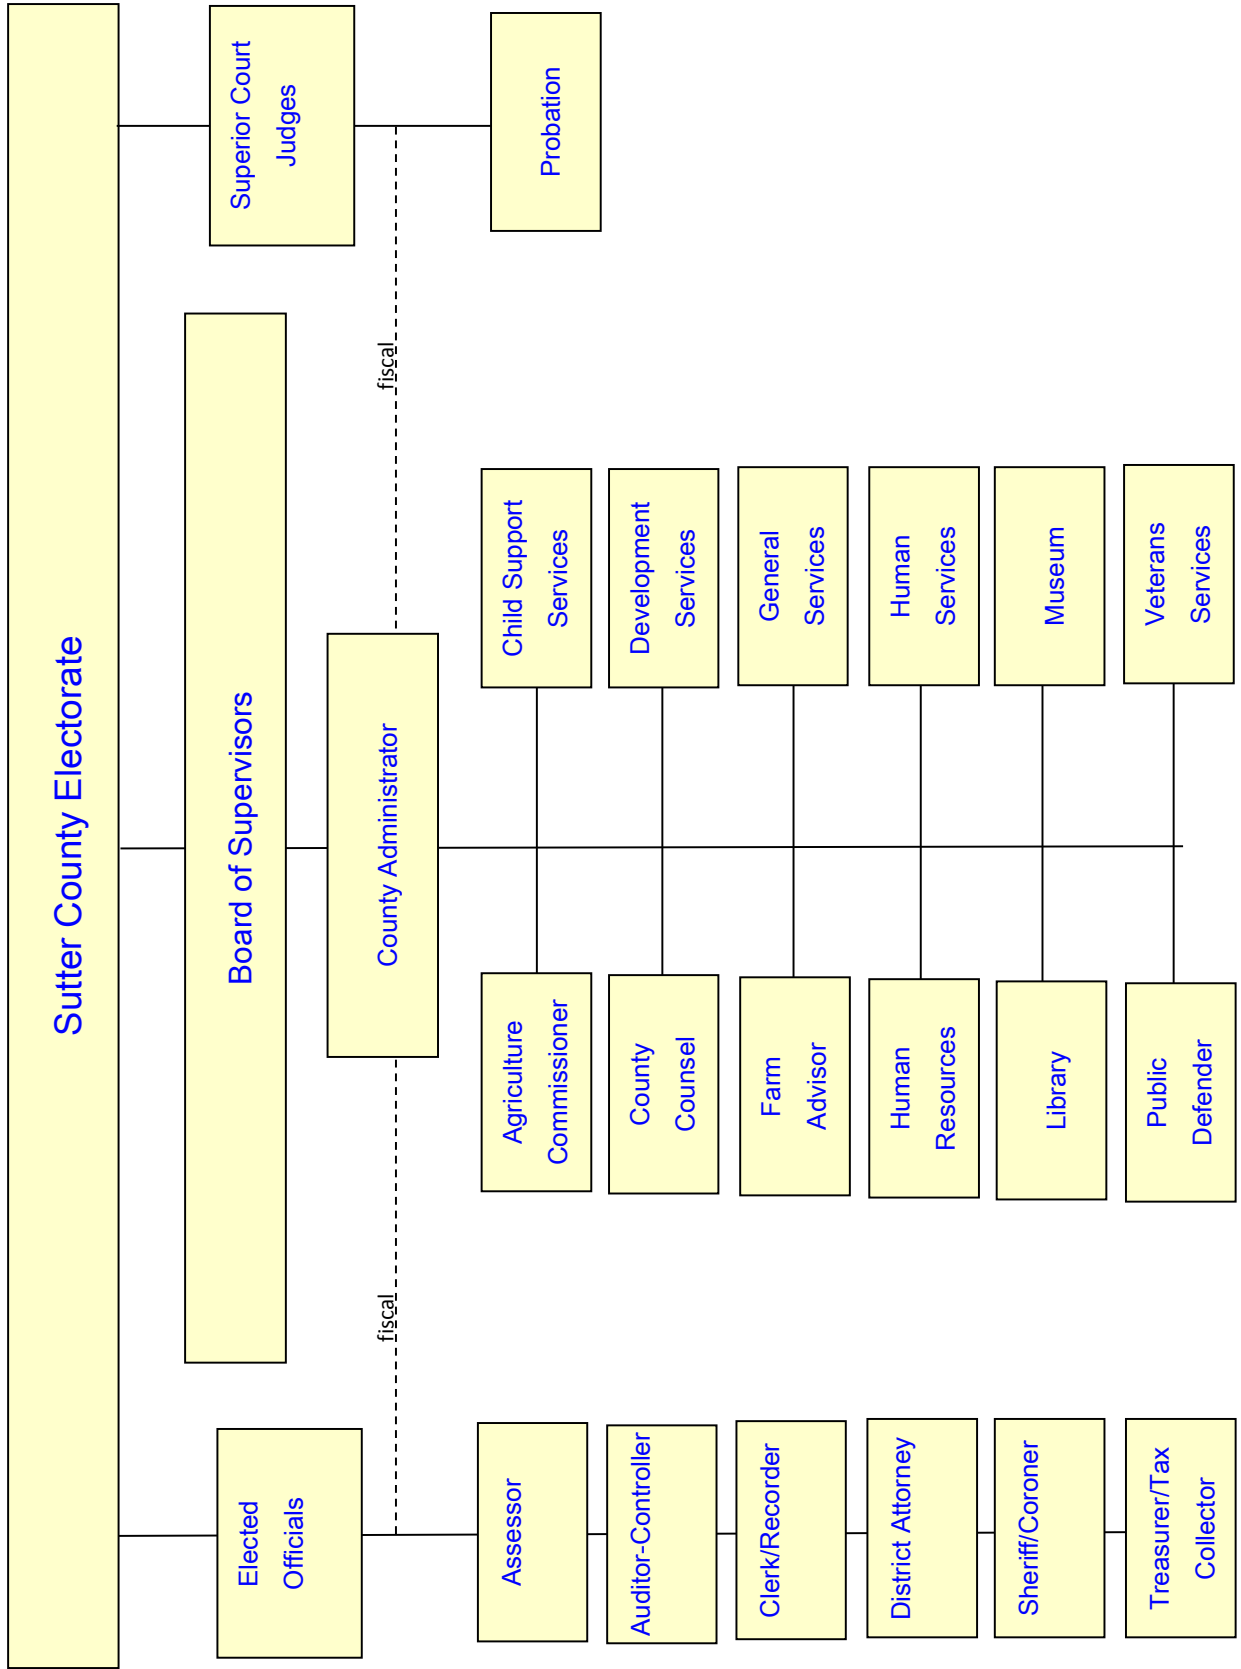 Sutter County Electorate
Elected
Officials
Board of Supervisors
Superior Court
Judges
County Administrator
fiscal
fiscal
Assessor
Agriculture
Commissioner
Child Support
Services
Probation
Auditor-Controller
County
Counsel
Development
Services
Clerk/Recorder
Farm
Advisor
General
Services
District Attorney
Human
Resources
Human
Services
Sheriff/Coroner
Library
Museum
Treasurer/Tax
Collector
Public
Defender
Veterans
Services